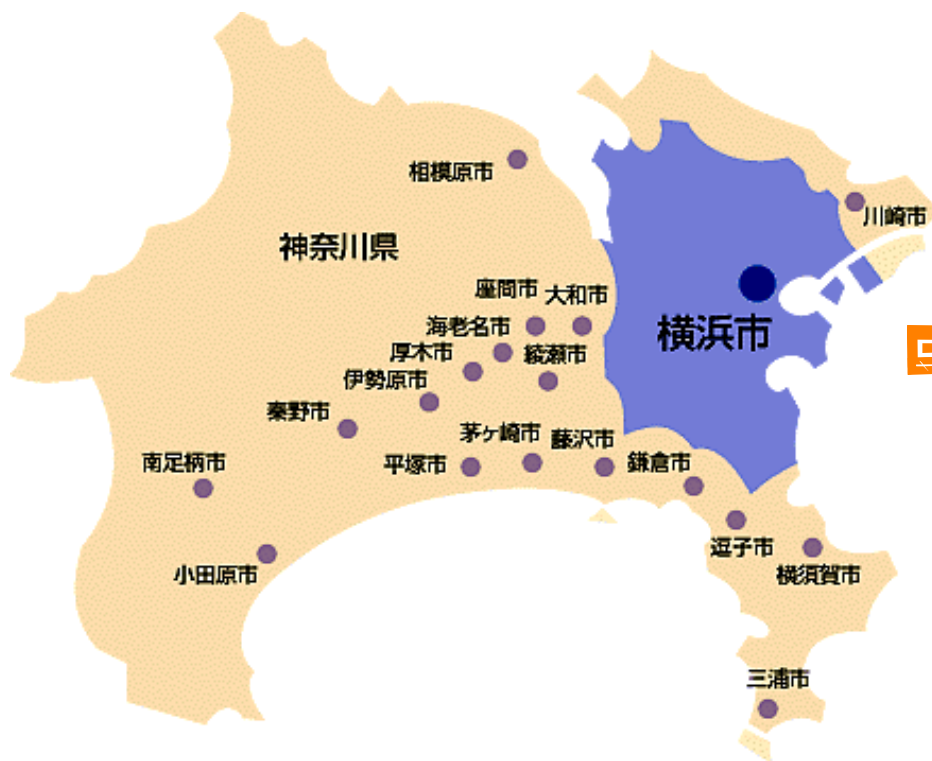 相模原市
川崎市
神奈川県
座間市
大和市
海老名市
横浜市
厚木市
綾瀬市
伊勢原市
秦野市
茅ヶ崎市
藤沢市
南足柄市
平塚市
鎌倉市
逗子市
小田原市
横須賀市
三浦市